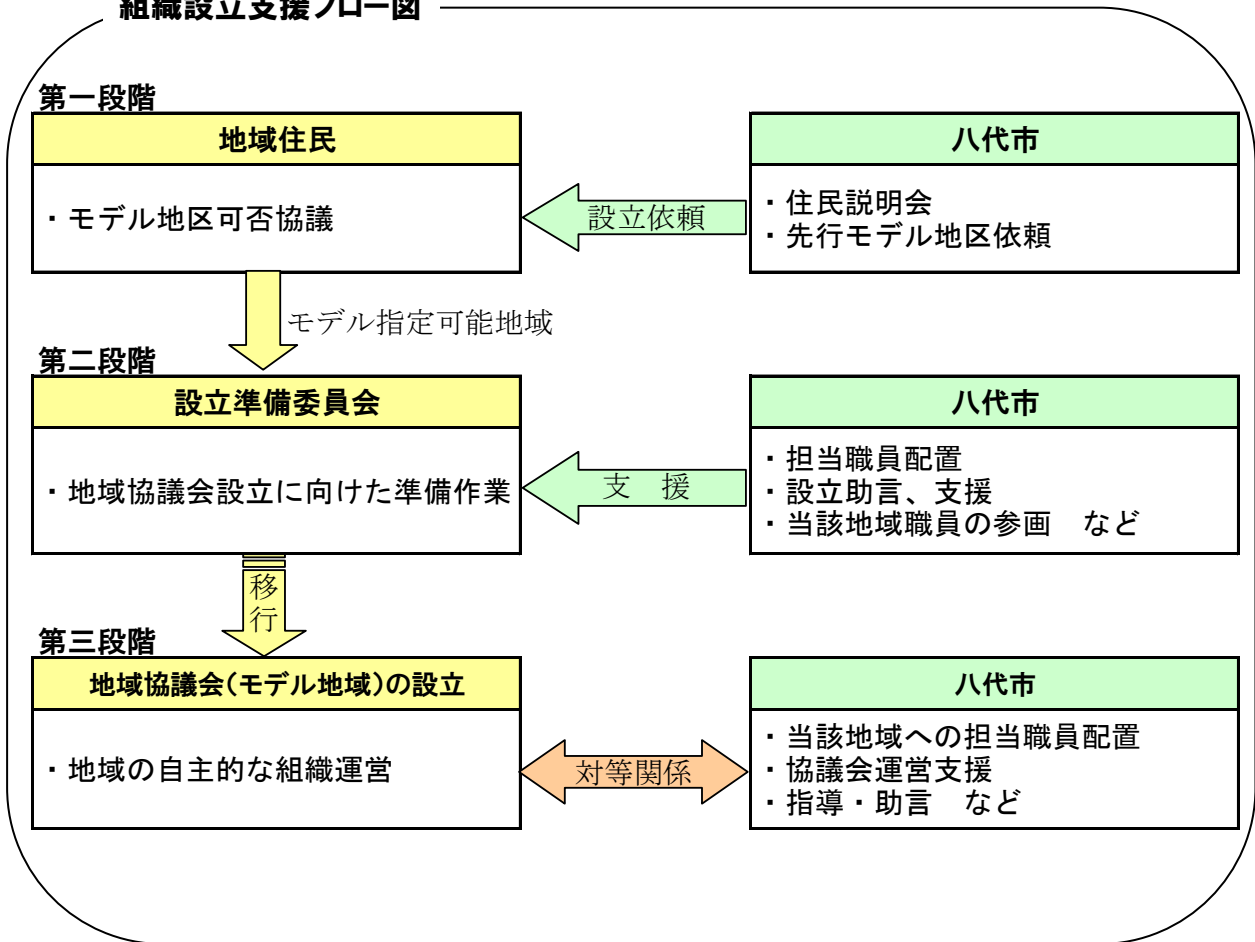 組織設立支援フロー図
第一段階
地域住民
・モデル地区可否協議
設立依頼
八代市
・住民説明会
・先行モデル地区依頼
モデル指定可能地域
第二段階
設立準備委員会
・地域協議会設立に向けた準備作業
支　援
八代市
・担当職員配置
・設立助言、支援
・当該地域職員の参画　など
移行
第三段階
地域協議会(モデル地域)の設立
・地域の自主的な組織運営
対等関係
八代市
・当該地域への担当職員配置
・協議会運営支援
・指導・助言　など